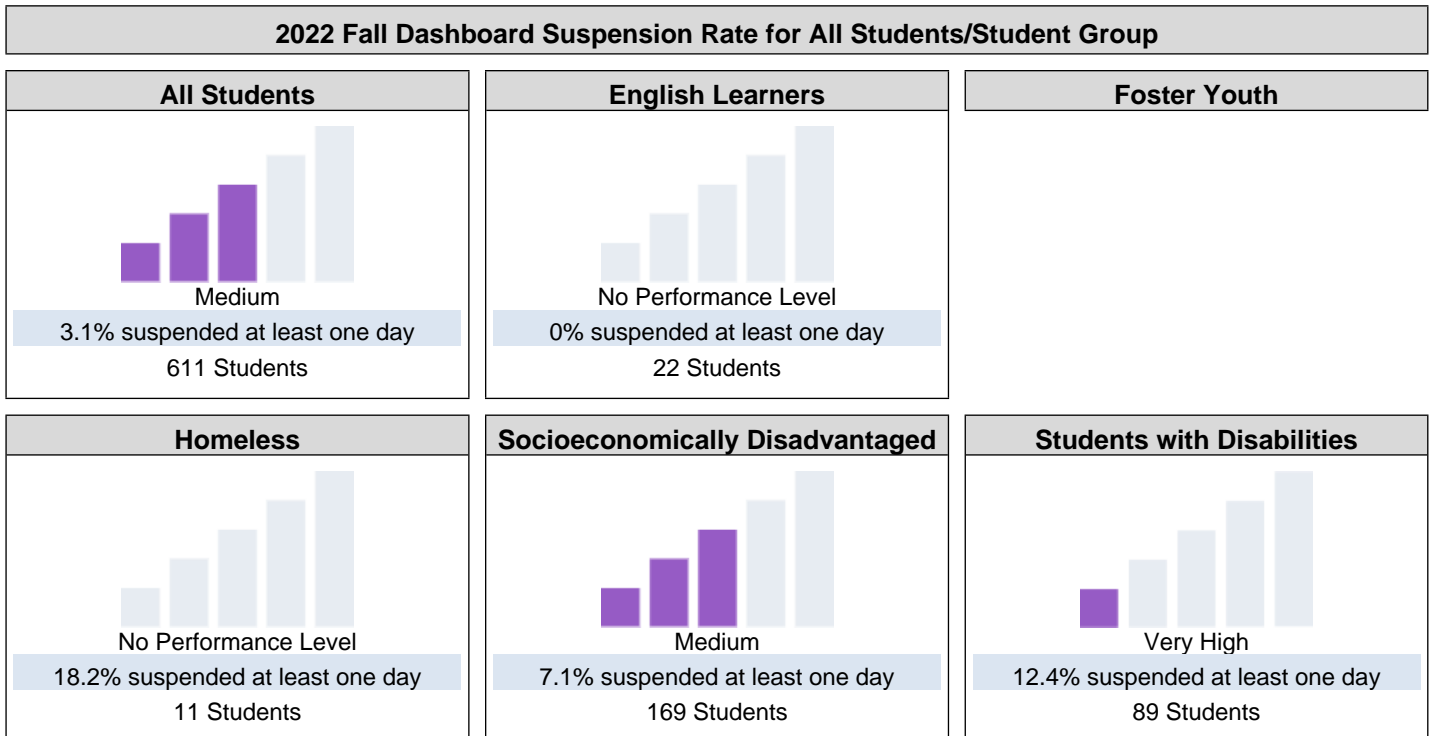 2022 Fall Dashboard Suspension Rate for All Students/Student Group
All Students
Medium
3.1% suspended at least one day
611 Students
English Learners
No Performance Level
0% suspended at least one day
22 Students
Foster Youth
Homeless
No Performance Level
18.2% suspended at least one day
11 Students
Socioeconomically Disadvantaged
Medium
7.1% suspended at least one day
169 Students
Students with Disabilities
Very High
12.4% suspended at least one day
89 Students